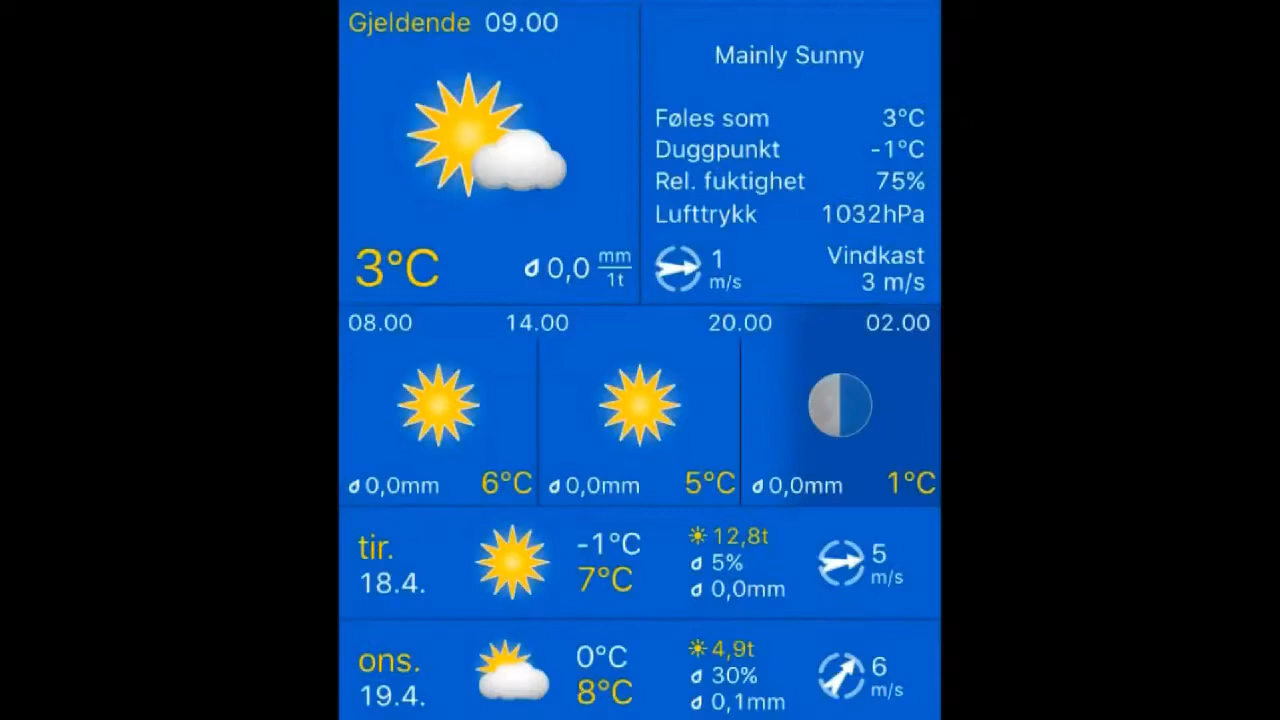 Gjeldende 09.00
3°C
0,0 mm
1t
Mainly Sunny
Føles som 3°C
Duggpunkt -1°C
Rel. fuktighet 75%
Lufttrykk 1032hPa
1 m/s
Vindkast
3 m/s
08.00 14.00 20.00 02.00
0,0mm 6°C
0,0mm 5°C
0,0mm 1°C
tir.
18.4.
-1°C
7°C
12,8t
5%
0,0mm
5
m/s
ons.
19.4.
0°C
8°C
4,9t
30%
0,1mm
6
m/s